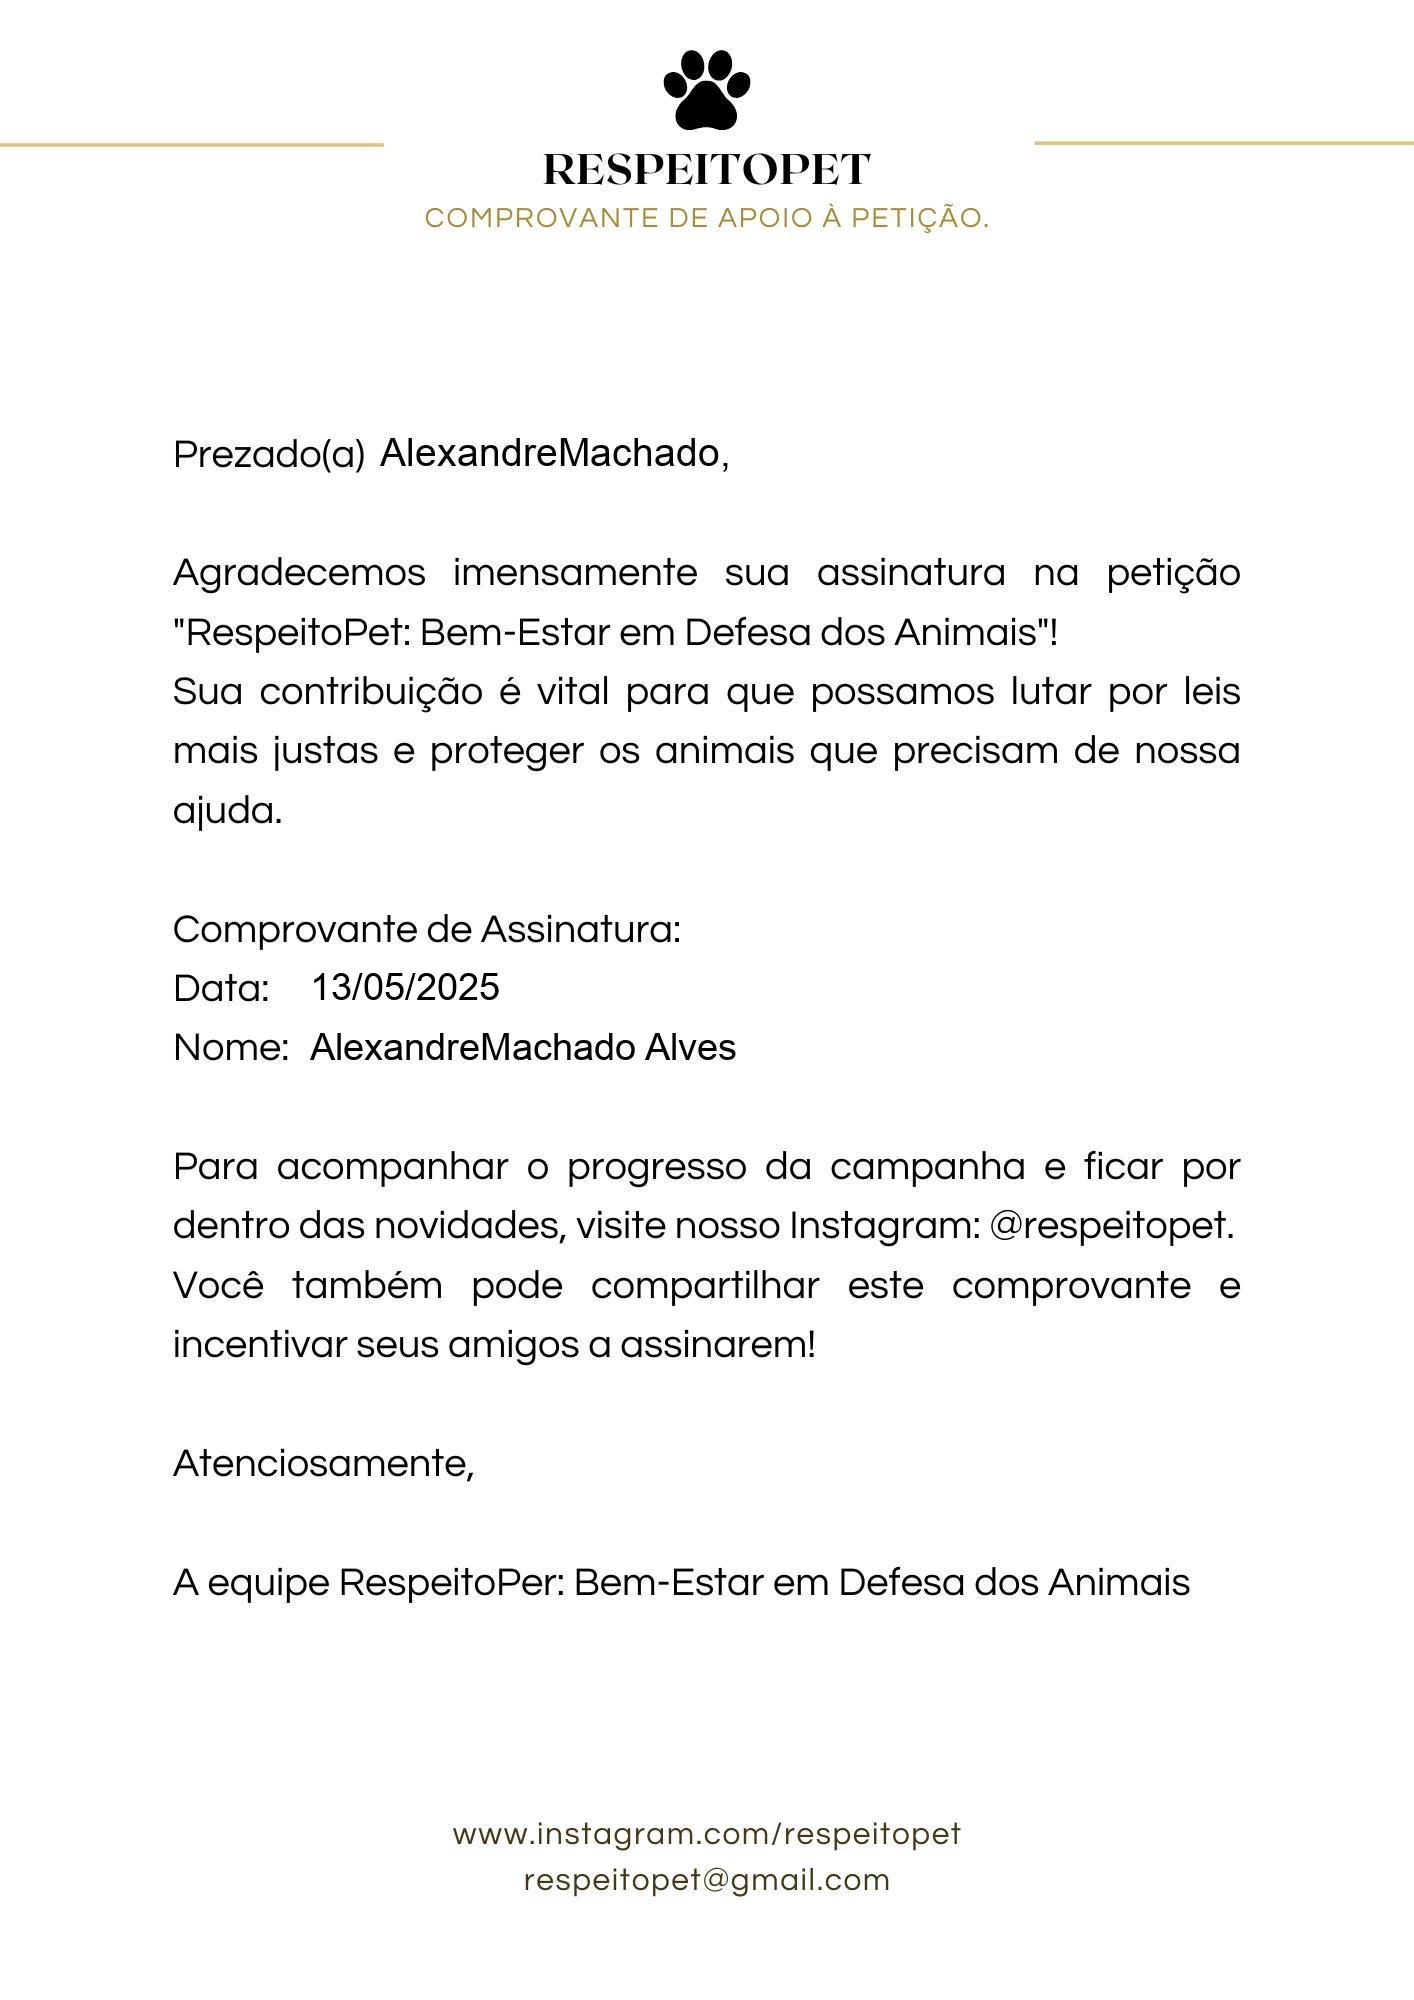 RESPEITOPET
COMPROVANTE DE APOIO À PETIÇÃO.
Prezado(a) AlexandreMachado,
Agradecemos imensamente sua assinatura na petição
"RespeitoPet: Bem-Estar em Defesa dos Animais"!
Sua contribuição é vital para que possamos lutar por leis
mais justas e proteger os animais que precisam de nossa
ajuda.
Comprovante de Assinatura:
Data: 13/05/2025
Nome: AlexandreMachado Alves
Para acompanhar o progresso da campanha e ficar por
dentro das novidades, visite nosso Instagram: @respeitopet.
Você também pode compartilhar este comprovante e
incentivar seus amigos a assinarem!
Atenciosamente,
A equipe RespeitoPer: Bem-Estar em Defesa dos Animais
www.instagram.com/respeitopet
respeitopet@gmail.com